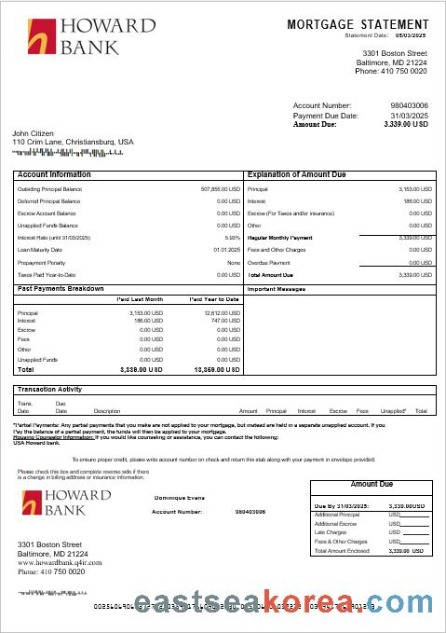 HOWARD
BANK
MORTGAGE STATEMENT
Statement Date: 05/03/2025
3301 Boston Street
Baltimore, MD 21224
Phone: 410 750 0020
Account Number: 980403006
Payment Due Date: 31/03/2025
Amount Due: 3,339.00 USD
John Citizen
110 Crim Lane, Christiansburg, USA
Account Information
Outstanding Principal Balance 507,855.00 USD
Deferred Principal Balance 0.00 USD
Escrow Account Balance 0.00 USD
Unapplied Funds Balance 0.00 USD
Interest Rate (until 31/03/2025)
Loan Maturity Date 01.01.2025
Prepayment Penalty None
Taxes Paid Year-to-Date 0.00 USD
Explanation of Amount Due
Principal 3,153.00 USD
Interest 186.00 USD
Escrow (For Taxes and/or insurance) 0.00 USD
Other 0.00 USD
Regular Monthly Payment 3,339.00 USD
Fees and Other Charges 0.00 USD
Overdue Payment 0.00 USD
Total Amount Due 3,339.00 USD
Past Payments Breakdown
Paid Last Month Paid Year to Date
Principal 3,153.00 USD 12,612.00 USD
Interest 186.00 USD 747.00 USD
Escrow 0.00 USD 0.00 USD
Fees 0.00 USD 0.00 USD
Other 0.00 USD 0.00 USD
Unapplied Funds 0.00 USD 0.00 USD
Total 3,339.00 USD 13,359.00 USD
Important Messages
Transaction Activity
Trans. Due
Date Date Description Amount Principal Interest Escrow Fees Unapplied* Total
*Partial Payments: Any partial payments that you make are not applied to your mortgage, but instead are held in a separate unapplied account. If you
Pay the balance of a partial payment, the funds will then be applied to your mortgage.
Housing Counselor Information: If you would like counseling or assistance, you can contact the following:
USA Howard bank.
To ensure proper credit, please write account number on check and return this stub along with your payment in envelope provided.
Please check this box and complete reverse side if there
is a change in billing address or insurance information.
HOWARD
BANK
Dominique Evans
Account Number: 980403006
Amount Due
Due By 31/03/2025: 3,339.00USD
Additional Principal USD
Additional Escrow USD
Late Charges USD
Fees & Other Charges USD
Total Amount Enclosed 3,339.00 USD
3301 Boston Street
Baltimore, MD 21224
www.howardbank.q4ir.com
Phone: 410 750 0020
eastseakorea.com